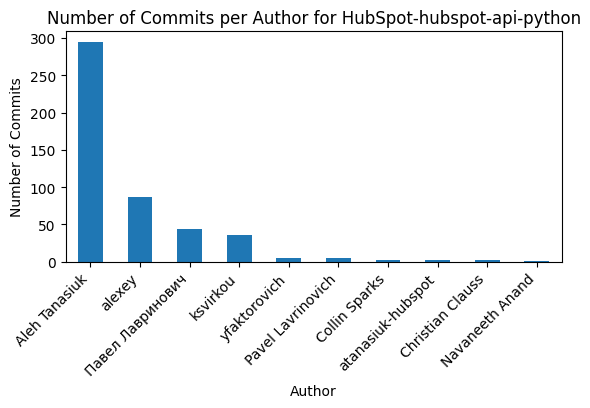 Number of Commits per Author for HubSpot-hubspot-api-python
Number of Commits
300
250
200
150
100
50
0
Aleh Tanasiuk
alexey
Павел Лавринович
ksvirkou
yfaktorovich
Pavel Lavrinovich
Collin Sparks
atanasiuk-hubspot
Christian Clauss
Navaneeth Anand
Author